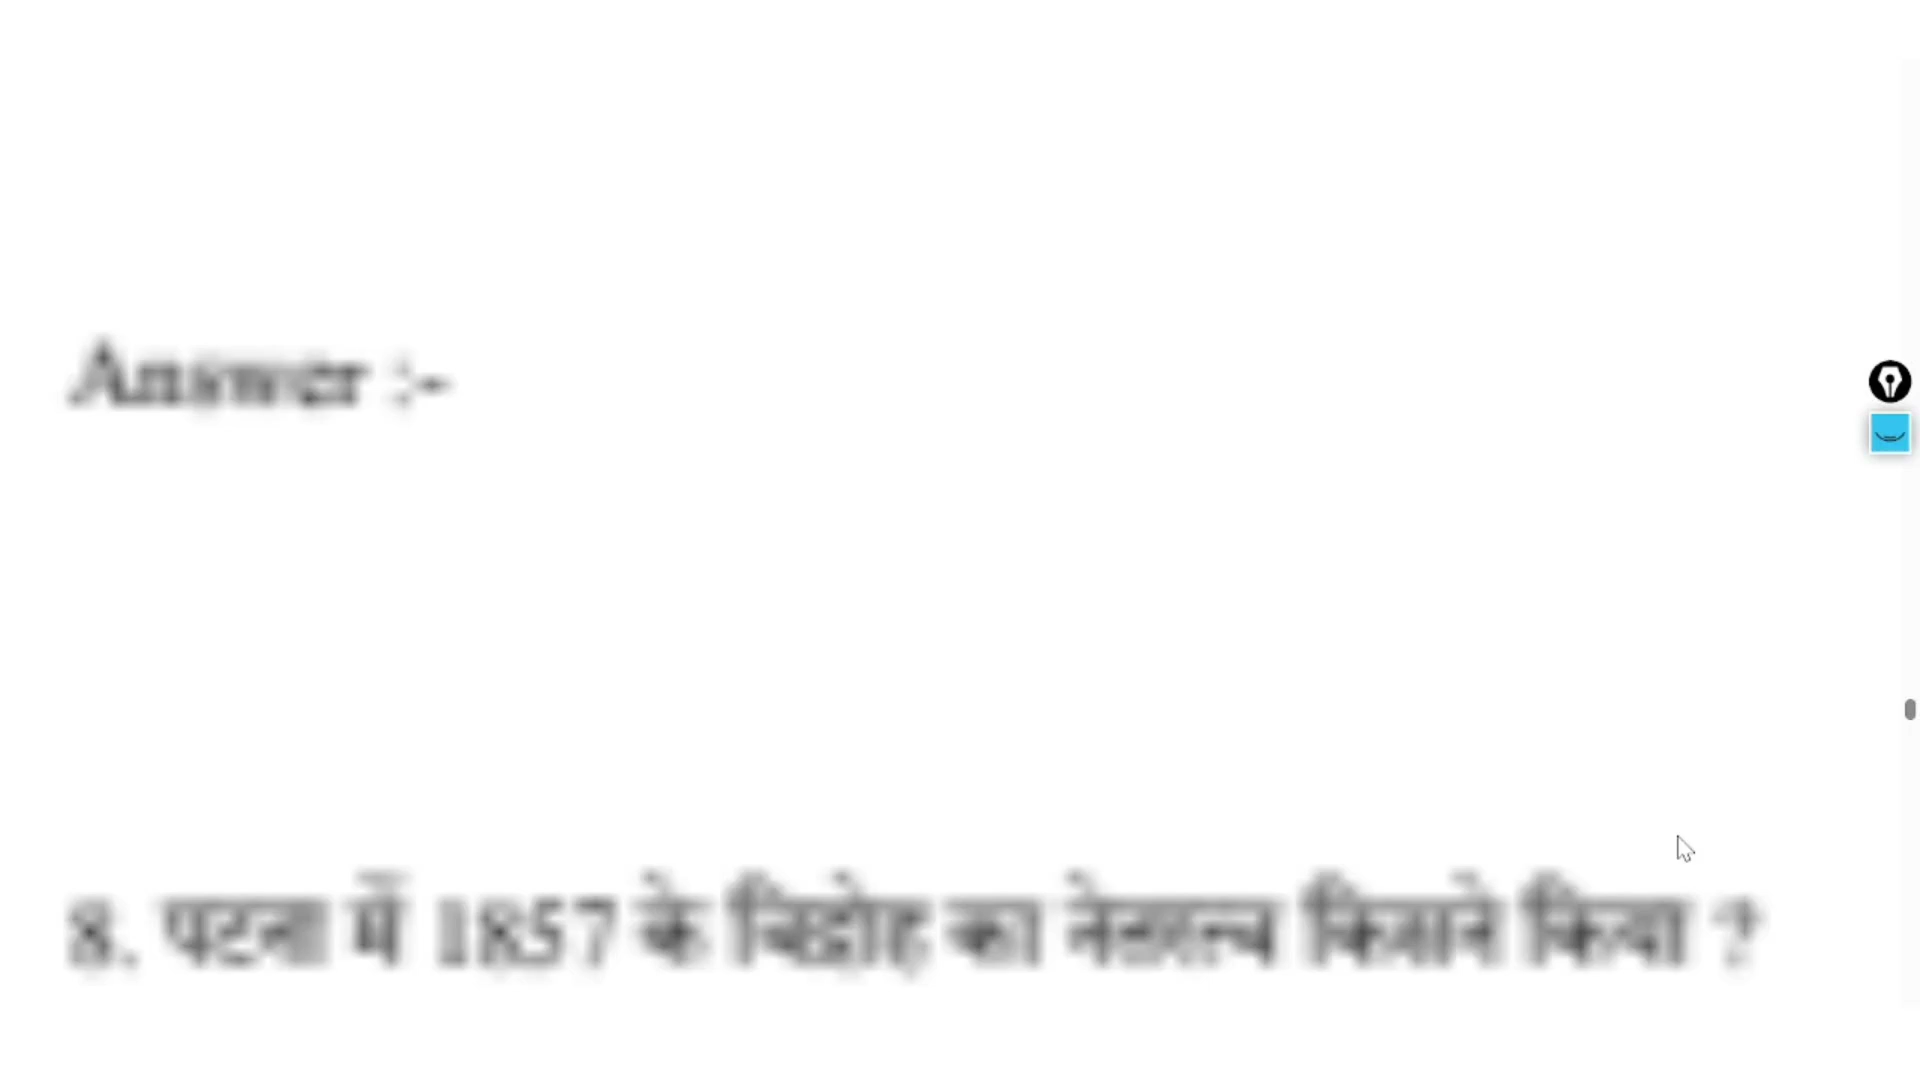 Answer :-
8. पटना में 1857 के विद्रोह का नेतृत्व किसने किया ?